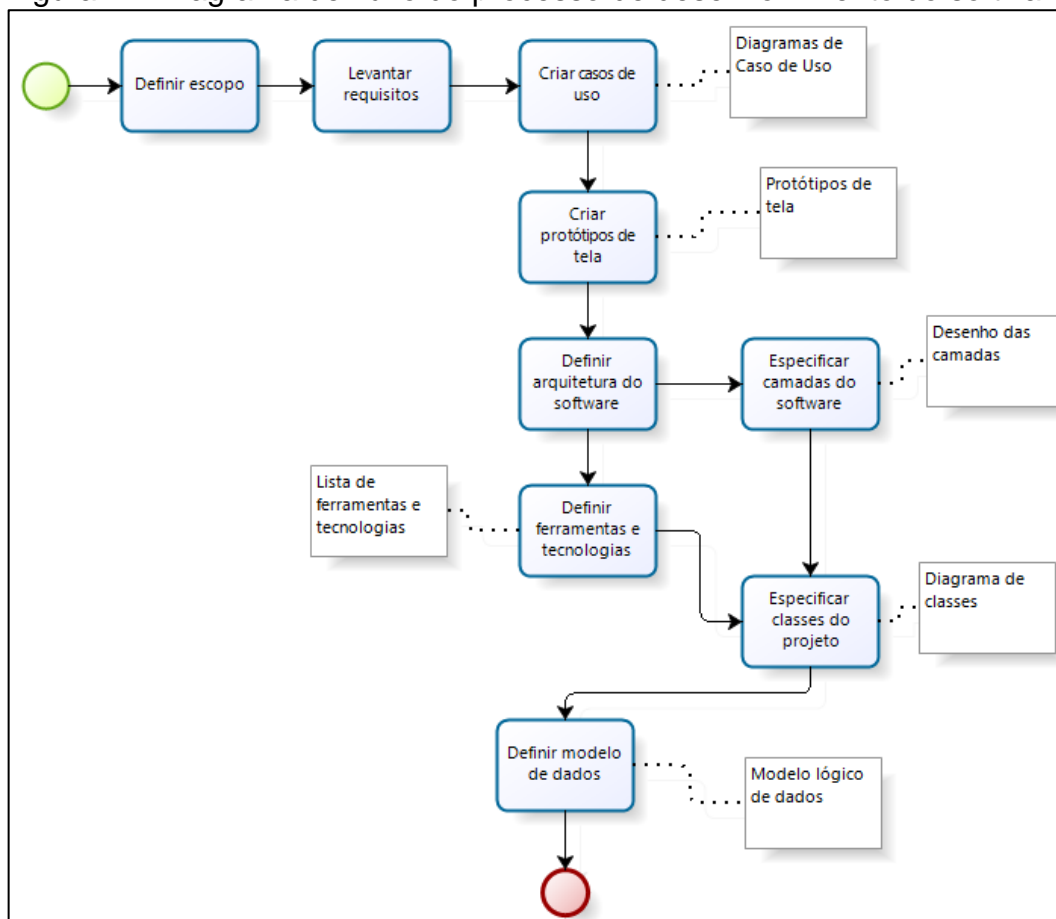 Definir escopo
Levantar
requisitos
Criar casos de
uso
Diagramas de
Caso de Uso
Criar
protótipos de
tela
Protótipos de
tela
Definir
arquitetura do
software
Especificar
camadas do
software
Desenho das
camadas
Lista de
ferramentas e
tecnologias
Definir
ferramentas e
tecnologias
Especificar
classes do
projeto
Diagrama de
classes
Definir modelo
de dados
Modelo lógico
de dados